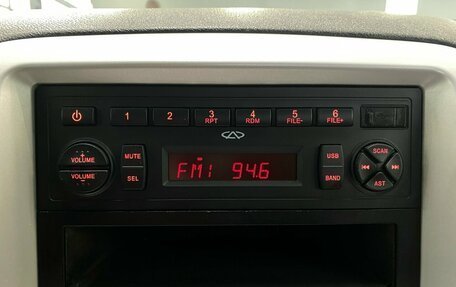 1 2 3 4 5 6
RPT RDM FILE- FILE+
VOLUME MUTE USB SCAN
FM1 94.6
VOLUME SEL BAND AST